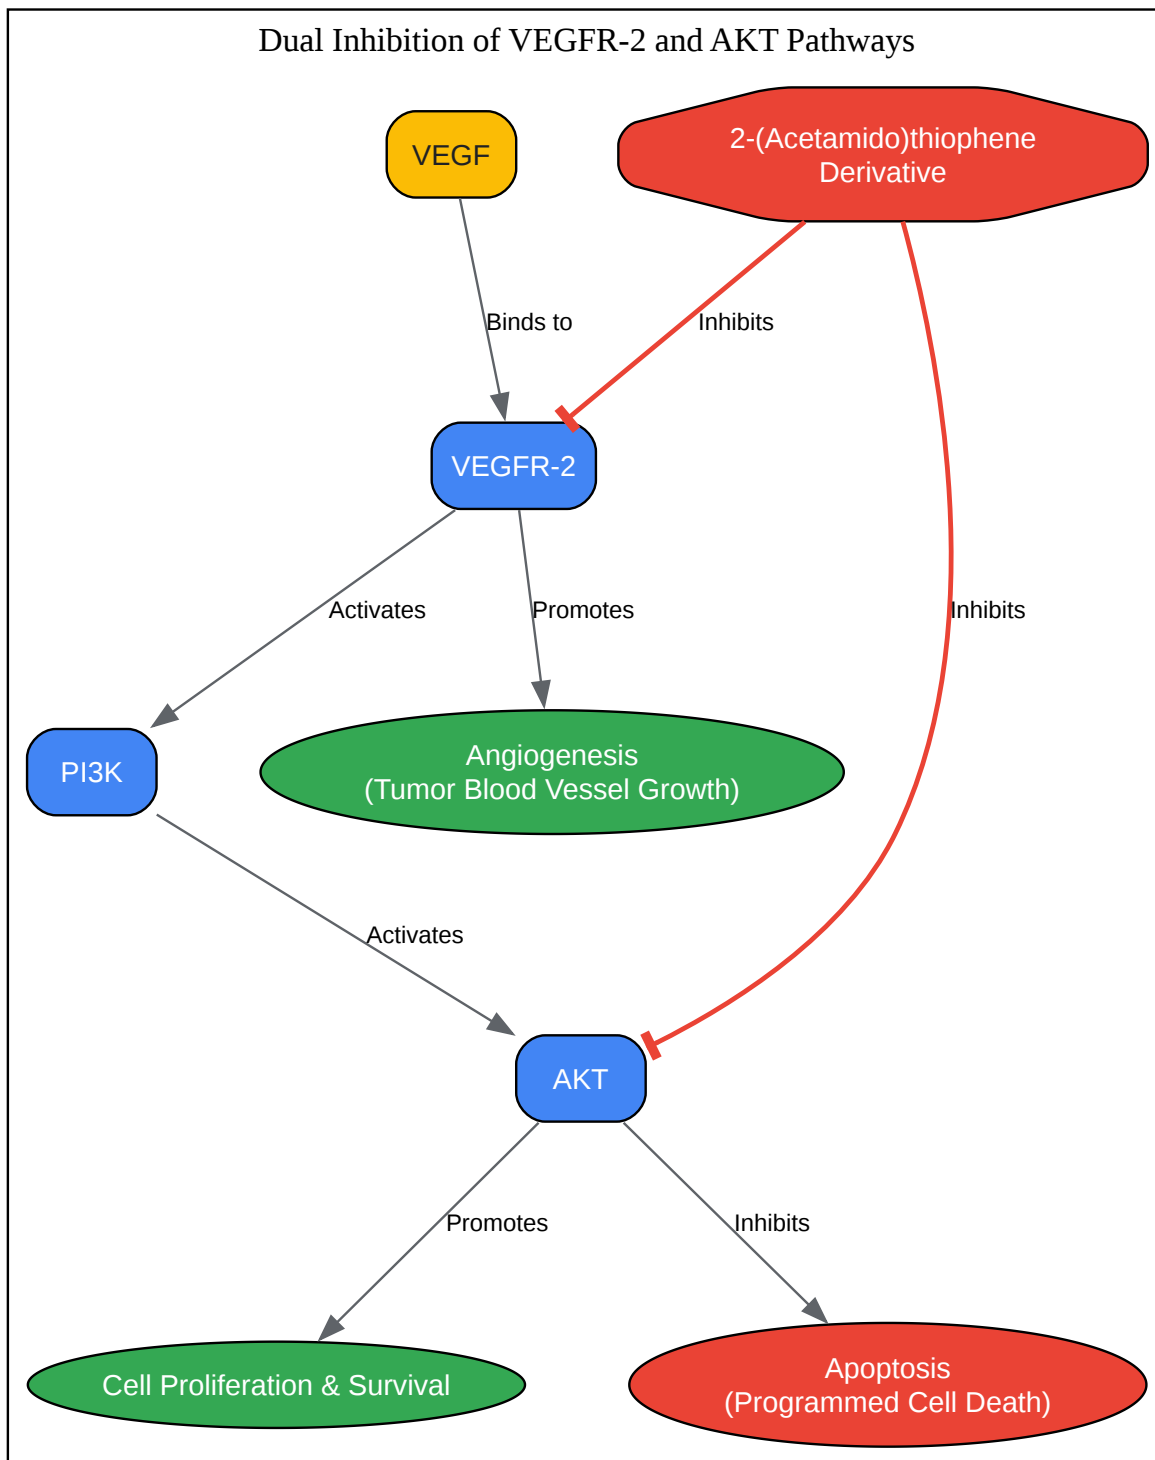 Dual Inhibition of VEGFR-2 and AKT Pathways
VEGF
2-(Acetamido)thiophene
Derivative
Binds to
Inhibits
VEGFR-2
Activates
Promotes
Inhibits
PI3K
Angiogenesis
(Tumor Blood Vessel Growth)
Activates
AKT
Promotes
Inhibits
Cell Proliferation & Survival
Apoptosis
(Programmed Cell Death)